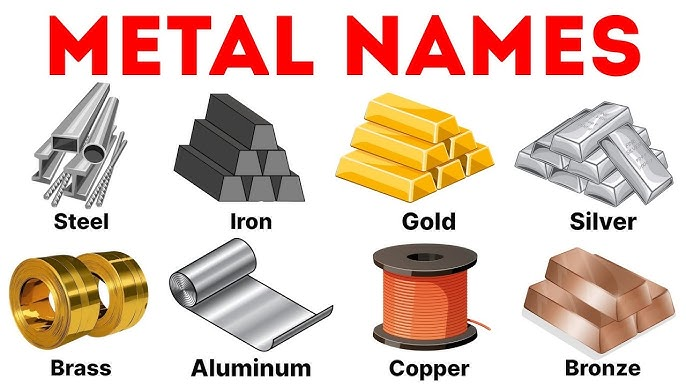 METAL NAMES
Steel
Iron
Gold
Silver
Brass
Aluminum
Copper
Bronze